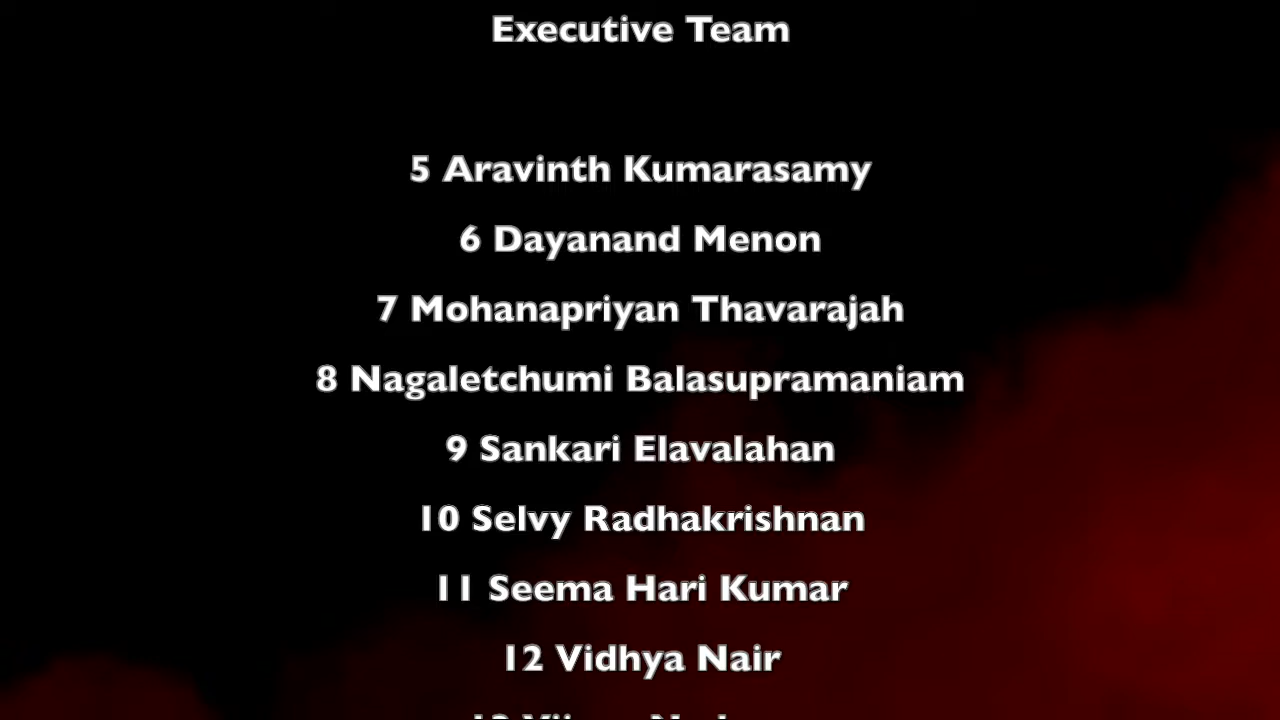 Executive Team
5 Aravinth Kumarasamy
6 Dayanand Menon
7 Mohanapriyan Thavarajah
8 Nagaletchumi Balasupramaniam
9 Sankari Elavalahan
10 Selvy Radhakrishnan
11 Seema Hari Kumar
12 Vidhya Nair